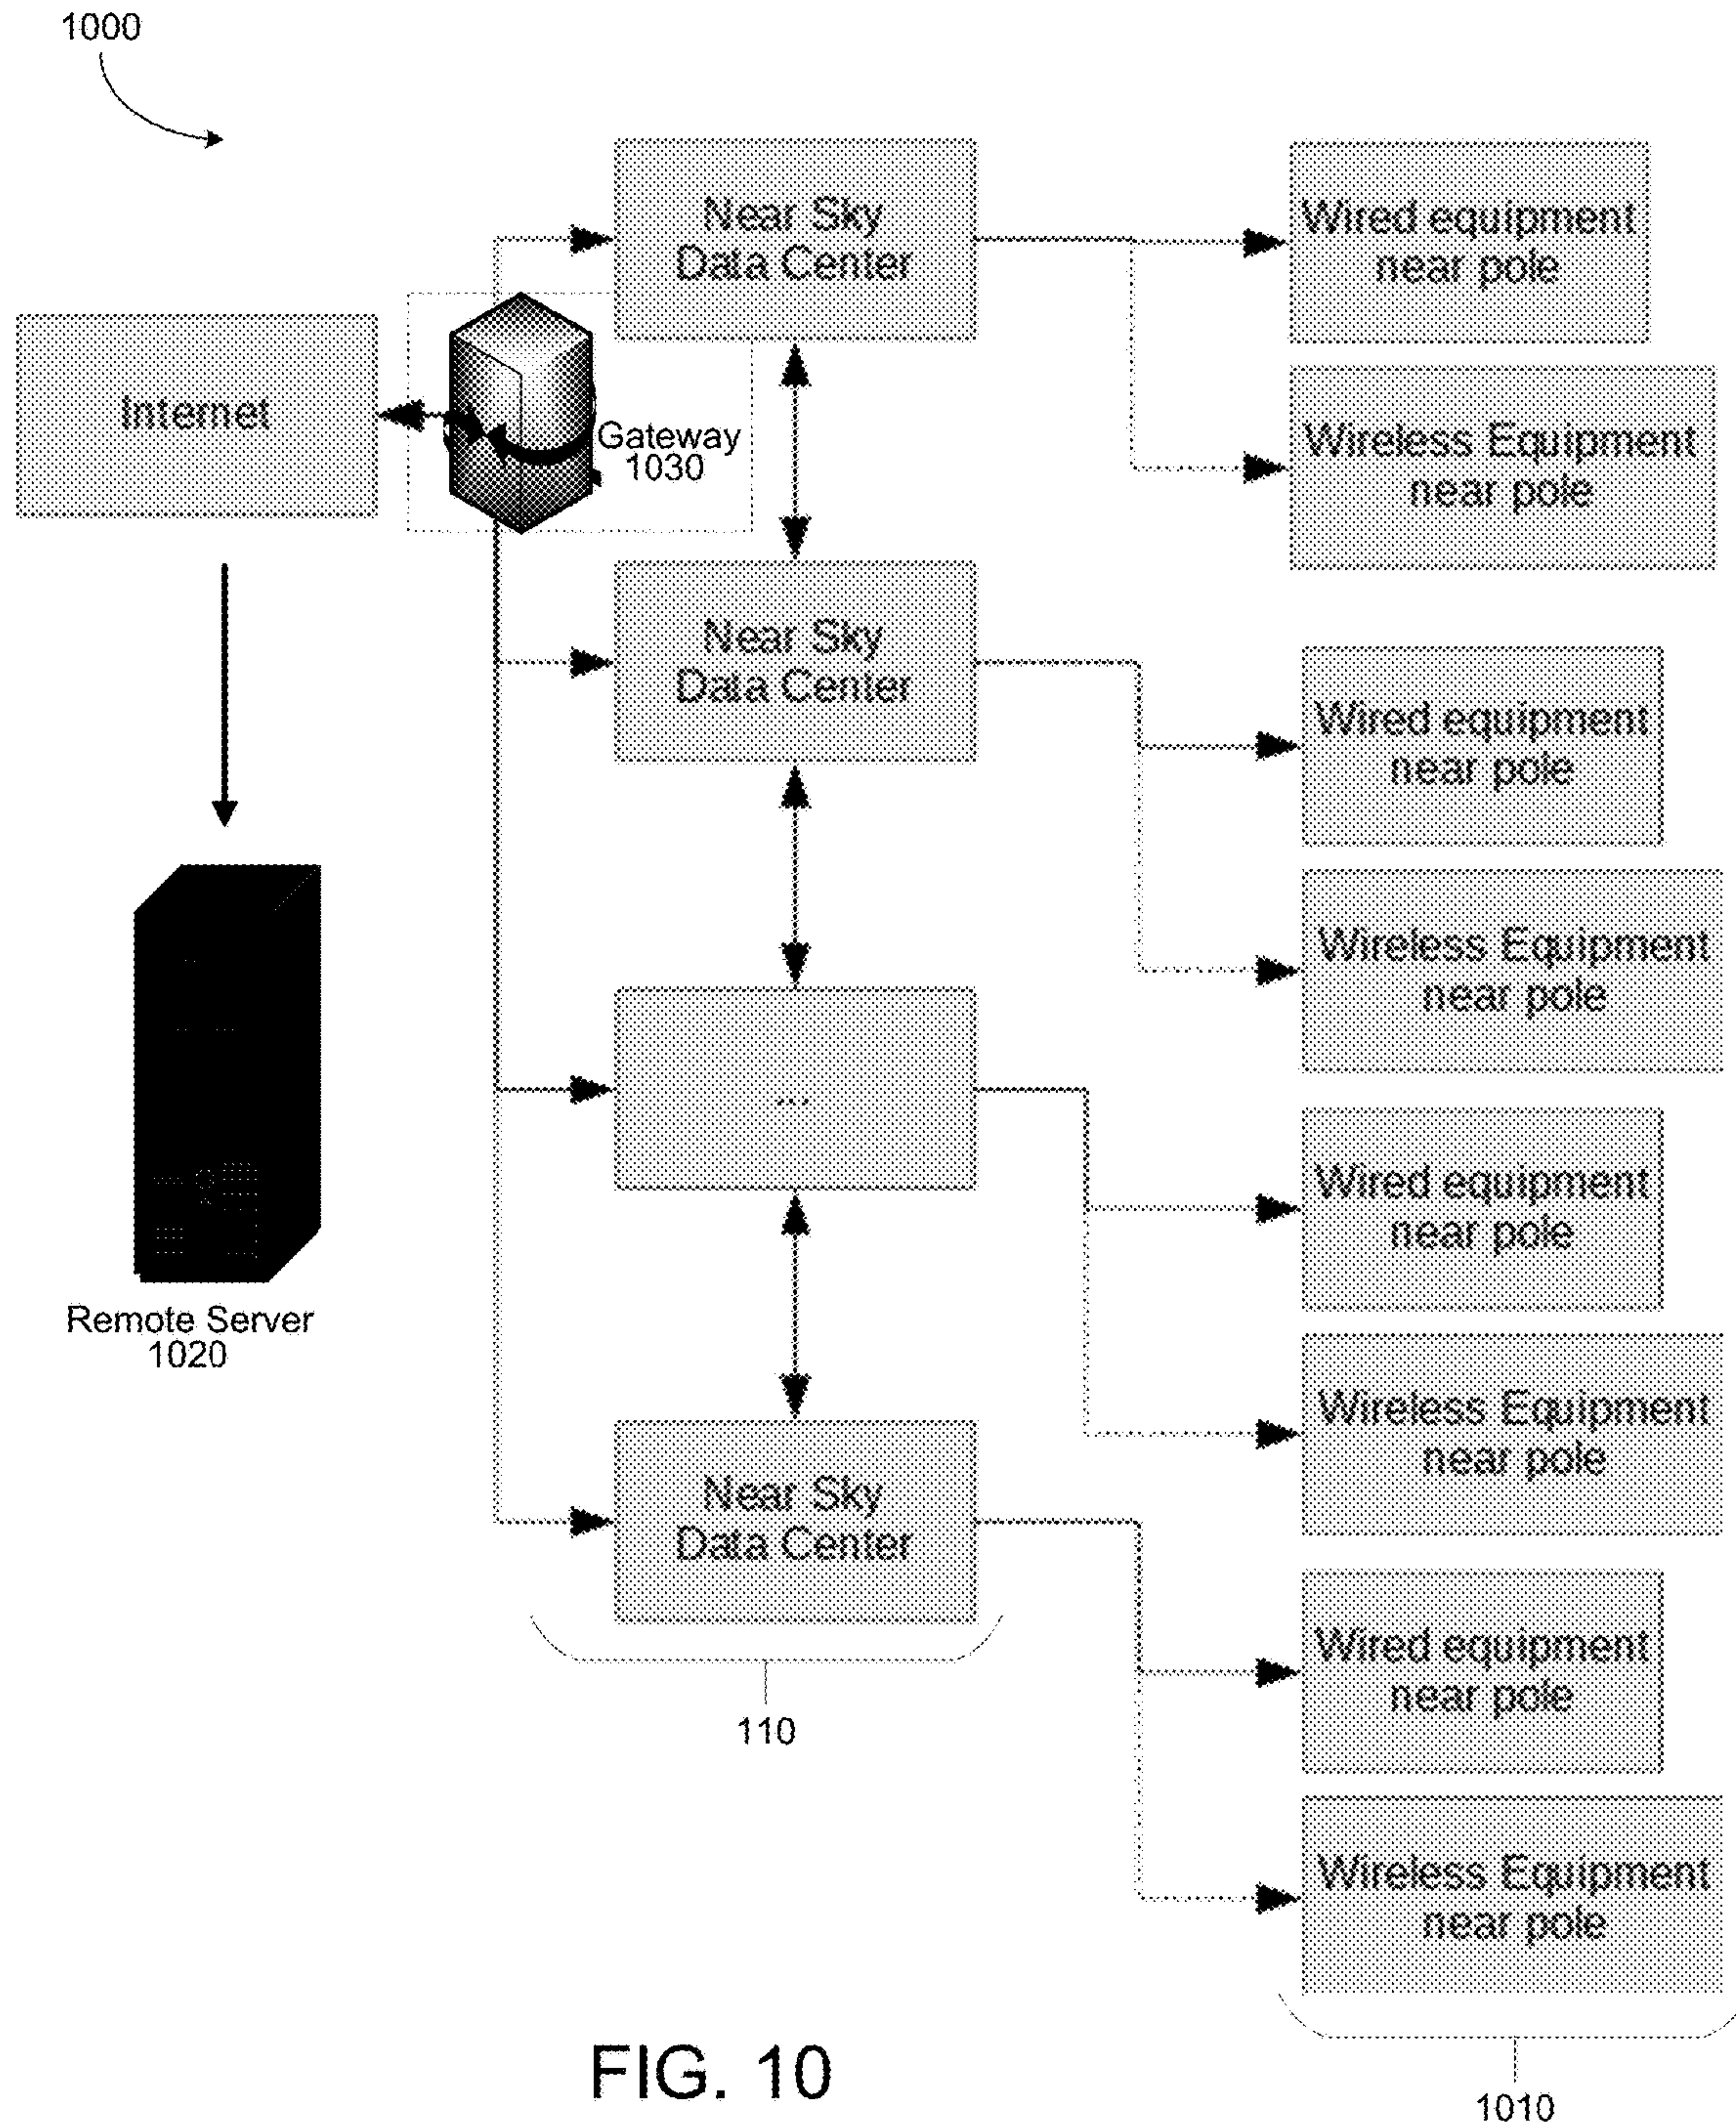 1000
Near Sky
Data Center
Wired equipment
near pole
Internet
Gateway
1030
Wireless Equipment
near pole
Near Sky
Data Center
Wired equipment
near pole
Wireless Equipment
near pole
...
Wired equipment
near pole
Remote Server
1020
Wireless Equipment
near pole
Near Sky
Data Center
Wired equipment
near pole
110
Wireless Equipment
near pole
FIG. 10
1010